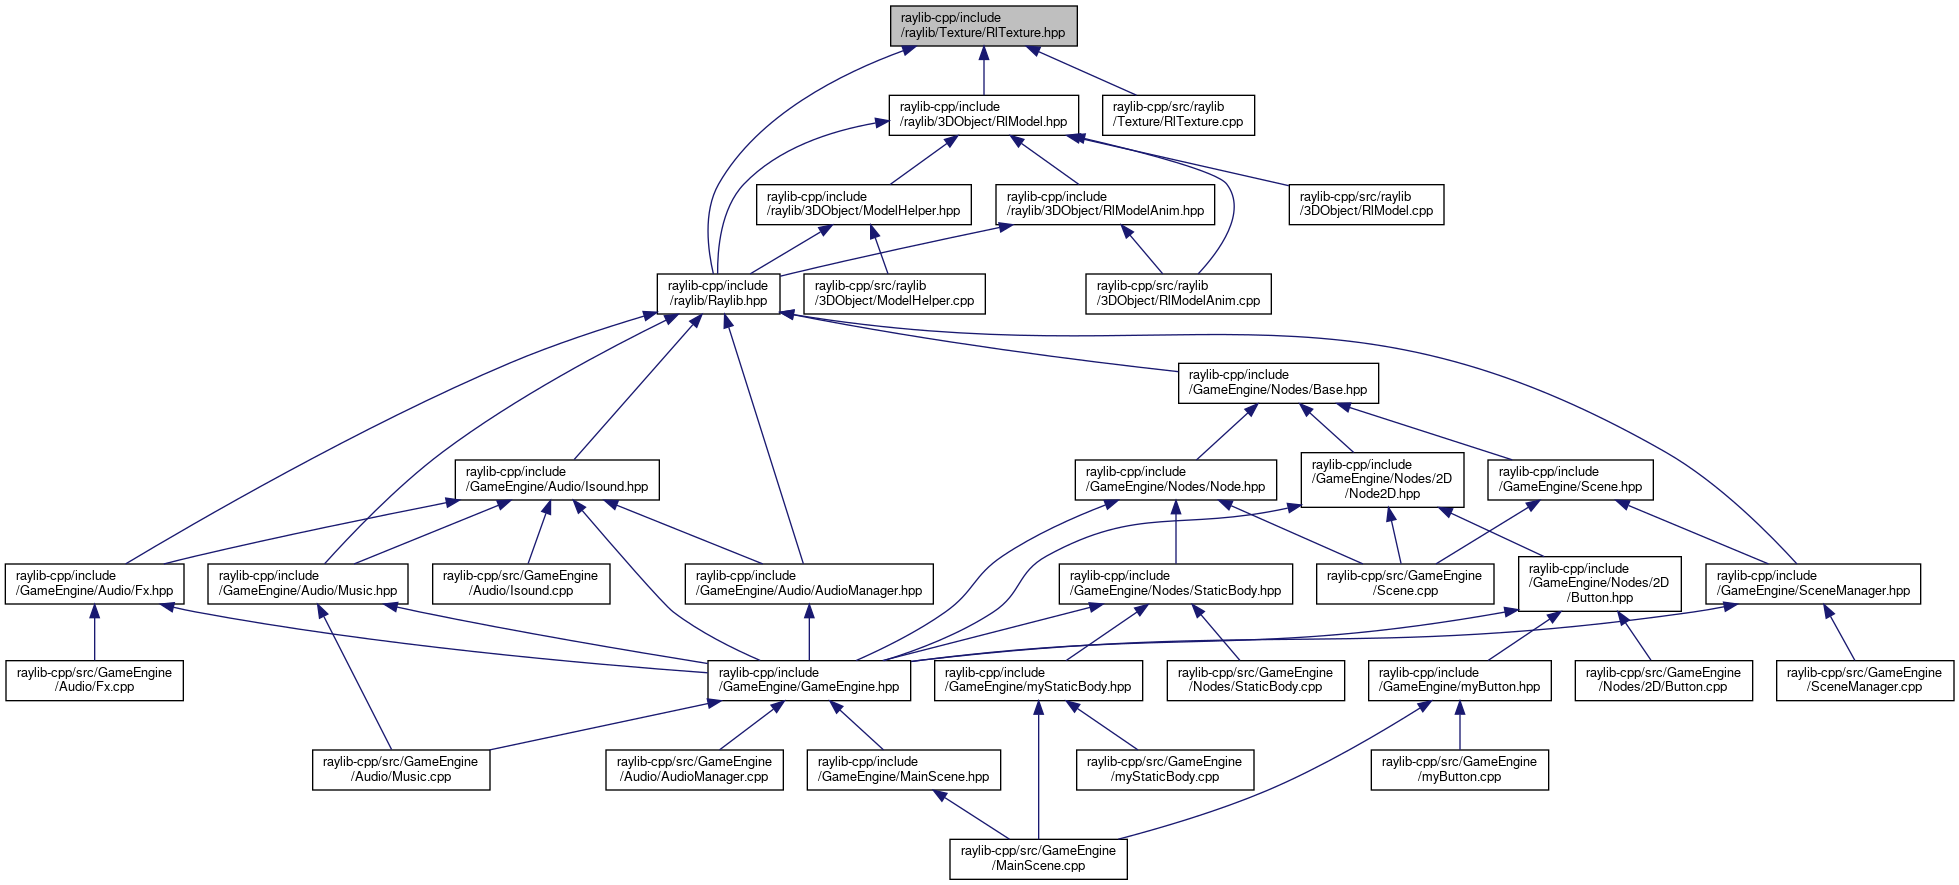 raylib-cpp/include
/raylib/Texture/RlTexture.hpp
raylib-cpp/include
/raylib/3DObject/RlModel.hpp
raylib-cpp/src/raylib
/Texture/RlTexture.cpp
raylib-cpp/include
/raylib/3DObject/ModelHelper.hpp
raylib-cpp/include
/raylib/3DObject/RlModelAnim.hpp
raylib-cpp/src/raylib
/3DObject/RlModel.cpp
raylib-cpp/include
/raylib/Raylib.hpp
raylib-cpp/src/raylib
/3DObject/ModelHelper.cpp
raylib-cpp/src/raylib
/3DObject/RlModelAnim.cpp
raylib-cpp/include
/GameEngine/Nodes/Base.hpp
raylib-cpp/include
/GameEngine/Audio/Isound.hpp
raylib-cpp/include
/GameEngine/Nodes/Node.hpp
raylib-cpp/include
/GameEngine/Nodes/2D
/Node2D.hpp
raylib-cpp/include
/GameEngine/Scene.hpp
raylib-cpp/include
/GameEngine/Audio/Fx.hpp
raylib-cpp/include
/GameEngine/Audio/Music.hpp
raylib-cpp/src/GameEngine
/Audio/Isound.cpp
raylib-cpp/include
/GameEngine/Audio/AudioManager.hpp
raylib-cpp/include
/GameEngine/Nodes/StaticBody.hpp
raylib-cpp/src/GameEngine
/Scene.cpp
raylib-cpp/include
/GameEngine/Nodes/2D
/Button.hpp
raylib-cpp/include
/GameEngine/SceneManager.hpp
raylib-cpp/src/GameEngine
/Audio/Fx.cpp
raylib-cpp/include
/GameEngine/GameEngine.hpp
raylib-cpp/include
/GameEngine/myStaticBody.hpp
raylib-cpp/src/GameEngine
/Nodes/StaticBody.cpp
raylib-cpp/include
/GameEngine/myButton.hpp
raylib-cpp/src/GameEngine
/Nodes/2D/Button.cpp
raylib-cpp/src/GameEngine
/SceneManager.cpp
raylib-cpp/src/GameEngine
/Audio/Music.cpp
raylib-cpp/src/GameEngine
/Audio/AudioManager.cpp
raylib-cpp/include
/GameEngine/MainScene.hpp
raylib-cpp/src/GameEngine
/myStaticBody.cpp
raylib-cpp/src/GameEngine
/myButton.cpp
raylib-cpp/src/GameEngine
/MainScene.cpp